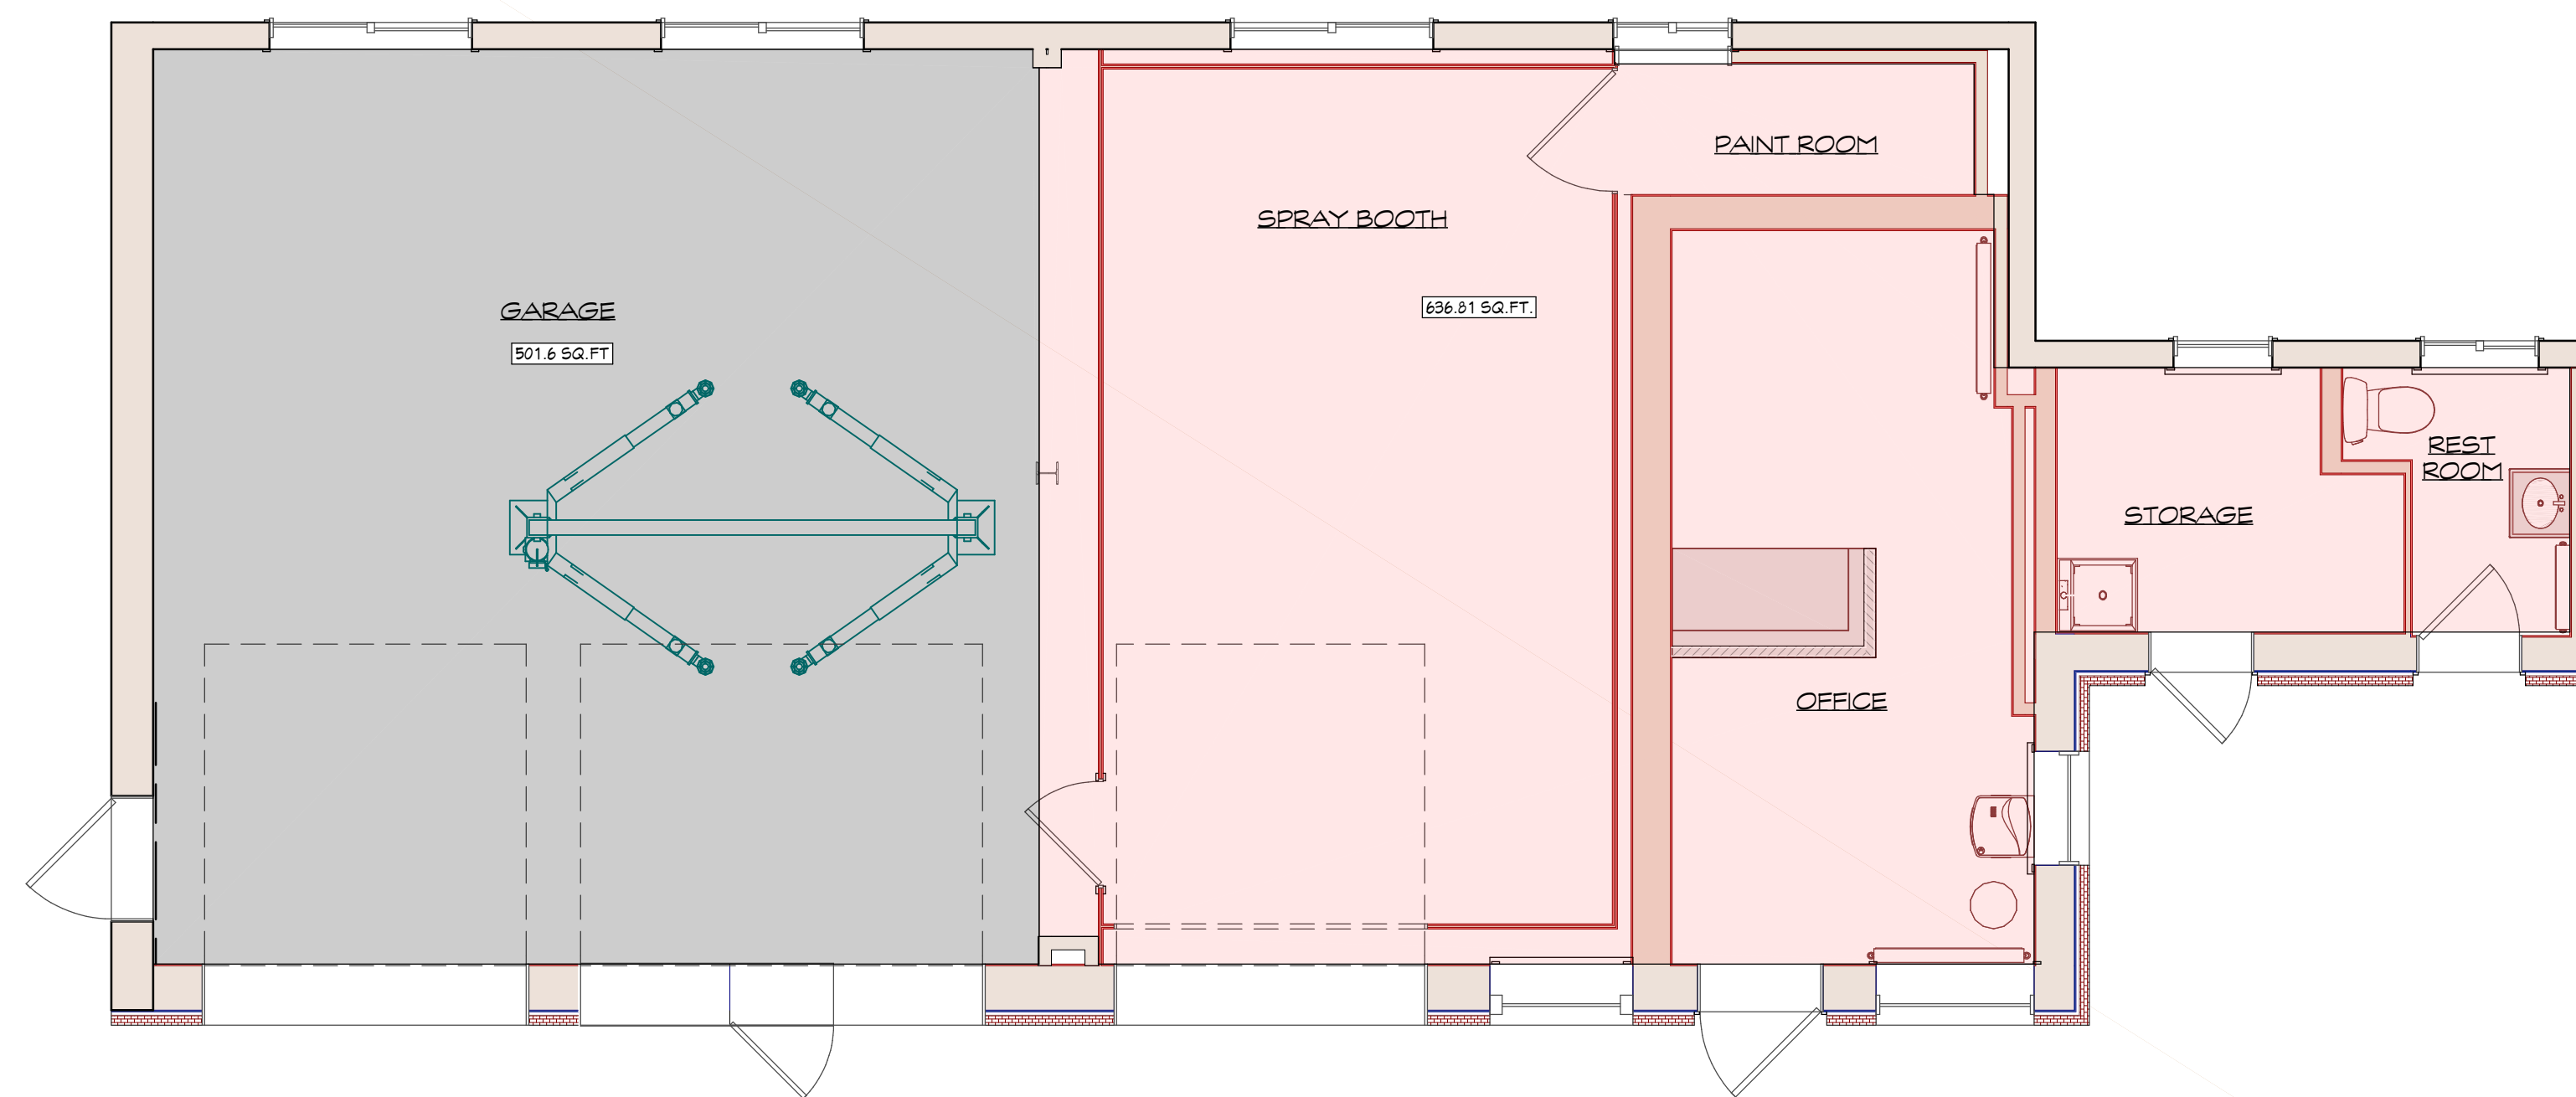 PAINT ROOM
SPRAY BOOTH
636.81 SQ.FT.
GARAGE
501.6 SQ.FT
REST
ROOM
STORAGE
OFFICE